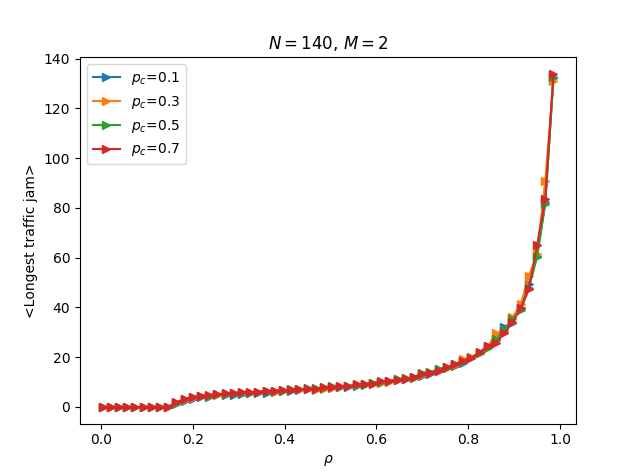 N = 140, M = 2
<Longest traffic jam>
140
120
100
80
60
40
20
0
p_c=0.1
p_c=0.3
p_c=0.5
p_c=0.7
0.0 0.2 0.4 0.6 0.8 1.0
ρ